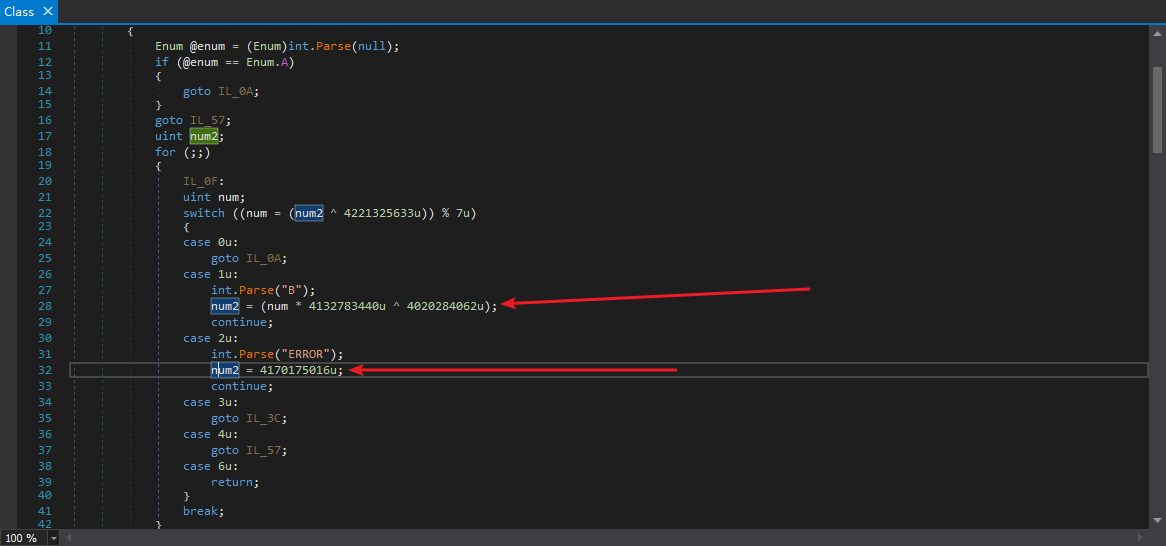 Class ✕
10 {
11 Enum @enum = (Enum)int.Parse(null);
12 if (@enum == Enum.A)
13 {
14 goto IL_0A;
15 }
16 goto IL_57;
17 uint num2;
18 for (;;)
19 {
20 IL_0F:
21 uint num;
22 switch ((num = (num2 ^ 4221325633u)) % 7u)
23 {
24 case 0u:
25 goto IL_0A;
26 case 1u:
27 int.Parse("B");
28 num2 = (num * 4132783440u ^ 4020284062u);
29 continue;
30 case 2u:
31 int.Parse("ERROR");
32 num2 = 4170175016u;
33 continue;
34 case 3u:
35 goto IL_3C;
36 case 4u:
37 goto IL_57;
38 case 6u:
39 return;
40 }
41 break;
42 }
100 %